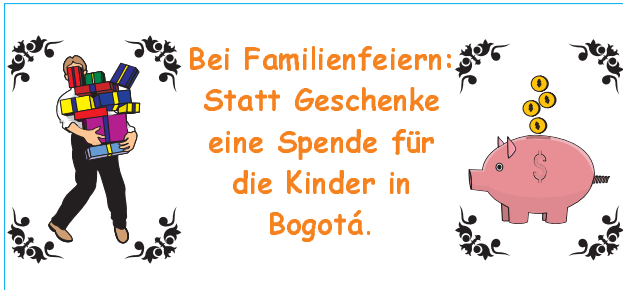 Bei Familienfeiern:
Statt Geschenke
eine Spende für
die Kinder in
Bogotá.
$